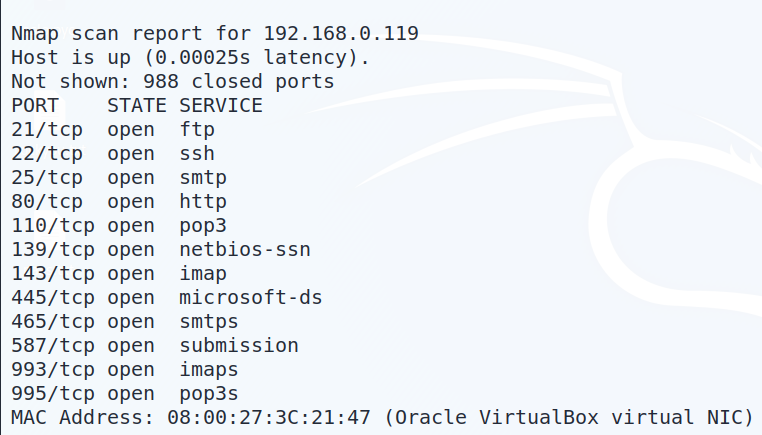 Nmap scan report for 192.168.0.119
Host is up (0.00025s latency).
Not shown: 988 closed ports
PORT    STATE SERVICE
21/tcp  open  ftp
22/tcp  open  ssh
25/tcp  open  smtp
80/tcp  open  http
110/tcp open  pop3
139/tcp open  netbios-ssn
143/tcp open  imap
445/tcp open  microsoft-ds
465/tcp open  smtps
587/tcp open  submission
993/tcp open  imaps
995/tcp open  pop3s
MAC Address: 08:00:27:3C:21:47 (Oracle VirtualBox virtual NIC)